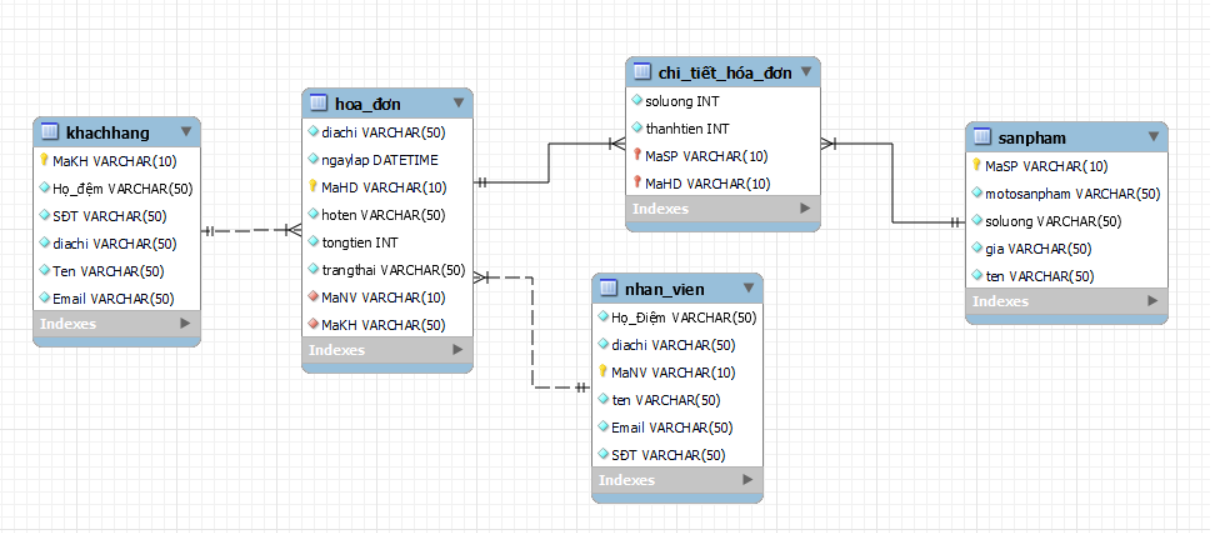 khachhang
MaKH VARCHAR(10)
Họ_đệm VARCHAR(50)
SĐT VARCHAR(50)
diachi VARCHAR(50)
Ten VARCHAR(50)
Email VARCHAR(50)
Indexes
hoa_đơn
diachi VARCHAR(50)
ngaylap DATETIME
MaHD VARCHAR(10)
hoten VARCHAR(50)
tongtien INT
trangthai VARCHAR(50)
MaNV VARCHAR(10)
MaKH VARCHAR(50)
Indexes
chi_tiết_hóa_đơn
soluong INT
thanhtien INT
MaSP VARCHAR(10)
MaHD VARCHAR(10)
Indexes
nhan_vien
Họ_Điệm VARCHAR(50)
diachi VARCHAR(50)
MaNV VARCHAR(10)
ten VARCHAR(50)
Email VARCHAR(50)
SĐT VARCHAR(50)
Indexes
sanpham
MaSP VARCHAR(10)
motosanpham VARCHAR(50)
soluong VARCHAR(50)
gia VARCHAR(50)
ten VARCHAR(50)
Indexes